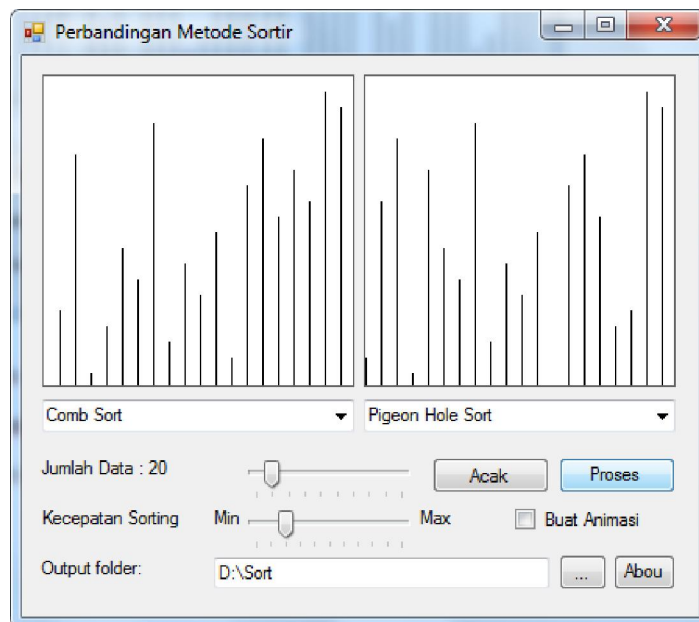 Perbandingan Metode Sortir
Comb Sort
Pigeon Hole Sort
Jumlah Data : 20
Acak
Proses
Kecepatan Sorting
Min
Max
Buat Animasi
Output folder:
D:\Sort
...
Abou